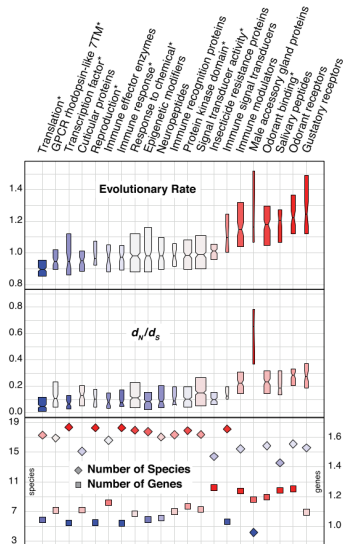 Translation*
GPCR rhodopsin-like 7TM*
Transcription factor*
Cuticular proteins
Reproduction*
Immune effector enzymes
Immune response*
Response to chemical*
Epigenetic modifiers
Neuropeptides
Immune recognition proteins
Protein kinase domain*
Signal transducer activity*
Insecticide resistance proteins
Immune signal transducers
Immune modulators
Male accessory gland proteins
Odorant binding*
Salivary peptides
Odorant receptors
Gustatory receptors
Evolutionary Rate
1.4
1.2
1.0
0.8
dN/dS
0.8
0.6
0.4
0.2
0.0
19
15
11
7
3
species
Number of Species
Number of Genes
genes
1.6
1.4
1.2
1.0